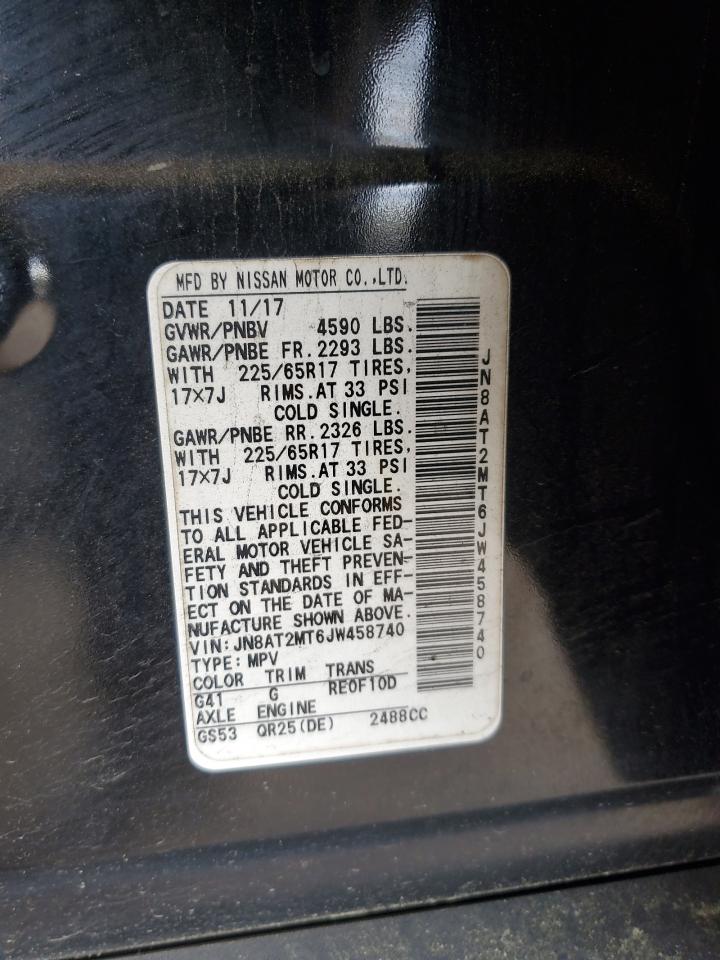 MFD BY NISSAN MOTOR CO.,LTD.
DATE 11/17
GVWR/PNBV 4590 LBS.
GAWR/PNBE FR. 2293 LBS.
WITH 225/65R17 TIRES,
17×7J RIMS.AT 33 PSI
COLD SINGLE.
GAWR/PNBE RR. 2326 LBS.
WITH 225/65R17 TIRES,
17×7J RIMS.AT 33 PSI
COLD SINGLE.
THIS VEHICLE CONFORMS
TO ALL APPLICABLE FED-
ERAL MOTOR VEHICLE SA-
FETY AND THEFT PREVEN-
TION STANDARDS IN EFF-
ECT ON THE DATE OF MA-
NUFACTURE SHOWN ABOVE.
VIN:JN8AT2MT6JW458740
TYPE:MPV
COLOR TRIM TRANS
G41 G RE0F10D
AXLE ENGINE
GS53 QR25(DE) 2488CC
JN8AT2MT6JW458740